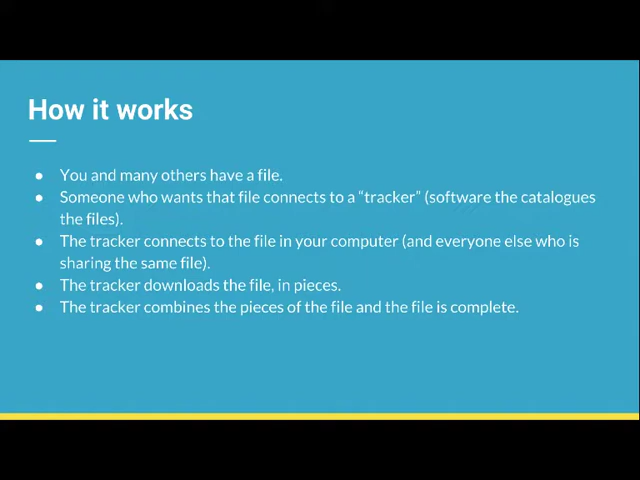 How it works
● You and many others have a file.
● Someone who wants that file connects to a “tracker” (software the catalogues
the files).
● The tracker connects to the file in your computer (and everyone else who is
sharing the same file).
● The tracker downloads the file, in pieces.
● The tracker combines the pieces of the file and the file is complete.